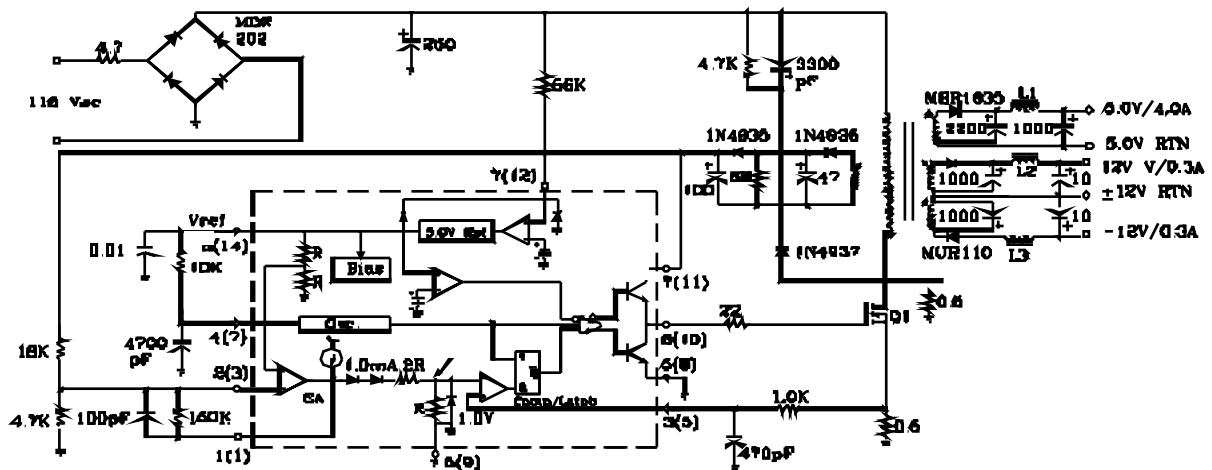 4.7
MDA
202
115 Vac
250
56K
4.7K
3300
pF
MBR1635
L1
5.0V/4.0A
2200
1000
5.0V RTN
1N4935
1N4936
100
47
L2
12V V/0.3A
1000
10
±12V RTN
1000
10
-12V/0.3A
MUR110
L3
7(12)
Vref
(14)
0.01
10K
5.0V Ref
R
R
Bias
1N4937
7(11)
22
Q1
6(10)
5(8)
18K
4700
pF
4(7)
Osc
2(3)
EA
1.0mA
2R
R
1.0V
S
Comp/Latch
3(5)
1.0K
0.5
4.7K
100pF
150K
1(1)
5(9)
470pF